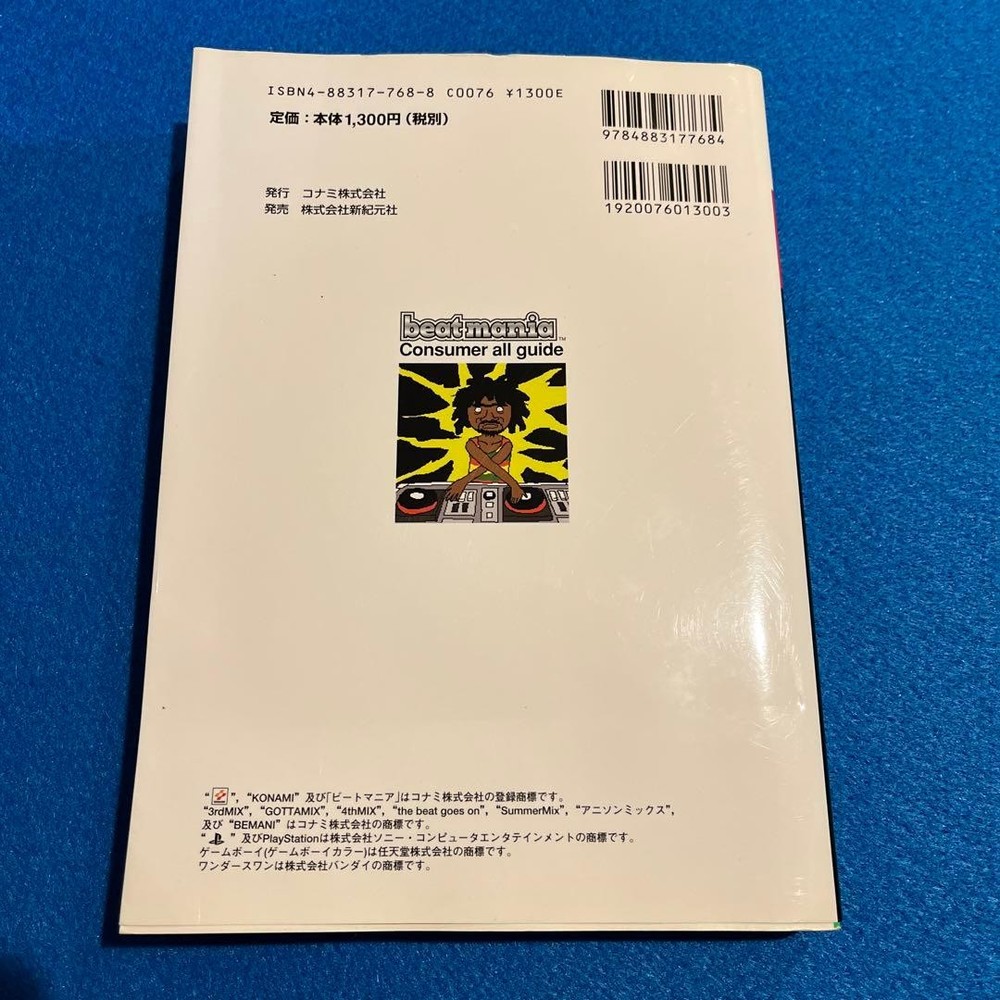 ISBN4-88317-768-8 C0076 ¥1300E
定価：本体1,300円（税別）
9784883177684
1920076013003
発行　コナミ株式会社
発売　株式会社新紀元社
beatmania™
Consumer all guide
“ ”, “KONAMI” 及び「ビートマニア」はコナミ株式会社の登録商標です。
“3rdMIX”, “GOTTAMIX”, “4thMIX”, “the beat goes on”, “SummerMix”, “アニソンミックス”,
及び “BEMANI” はコナミ株式会社の商標です。
“ ” 及びPlayStationは株式会社ソニー・コンピュータエンタテインメントの商標です。
ゲームボーイ(ゲームボーイカラー)は任天堂株式会社の商標です。
ワンダースワンは株式会社バンダイの商標です。